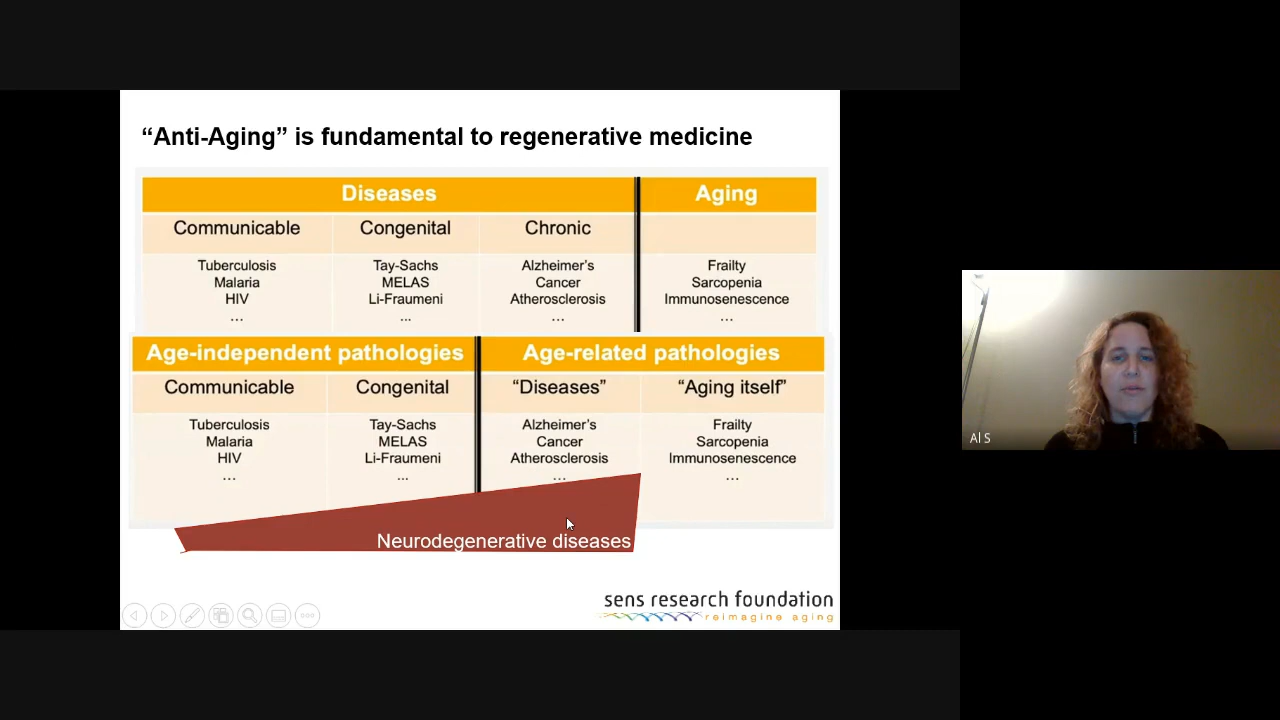 “Anti-Aging” is fundamental to regenerative medicine
Diseases Aging
Communicable Congenital Chronic
Tuberculosis Tay-Sachs Alzheimer's Frailty
Malaria MELAS Cancer Sarcopenia
HIV Li-Fraumeni Atherosclerosis Immunosenescence
... ... ... ...
Age-independent pathologies Age-related pathologies
Communicable Congenital “Diseases” “Aging itself”
Tuberculosis Tay-Sachs Alzheimer's Frailty
Malaria MELAS Cancer Sarcopenia
HIV Li-Fraumeni Atherosclerosis Immunosenescence
... ... ... ...
Neurodegenerative diseases
sens research foundation
reimagine aging
Al S